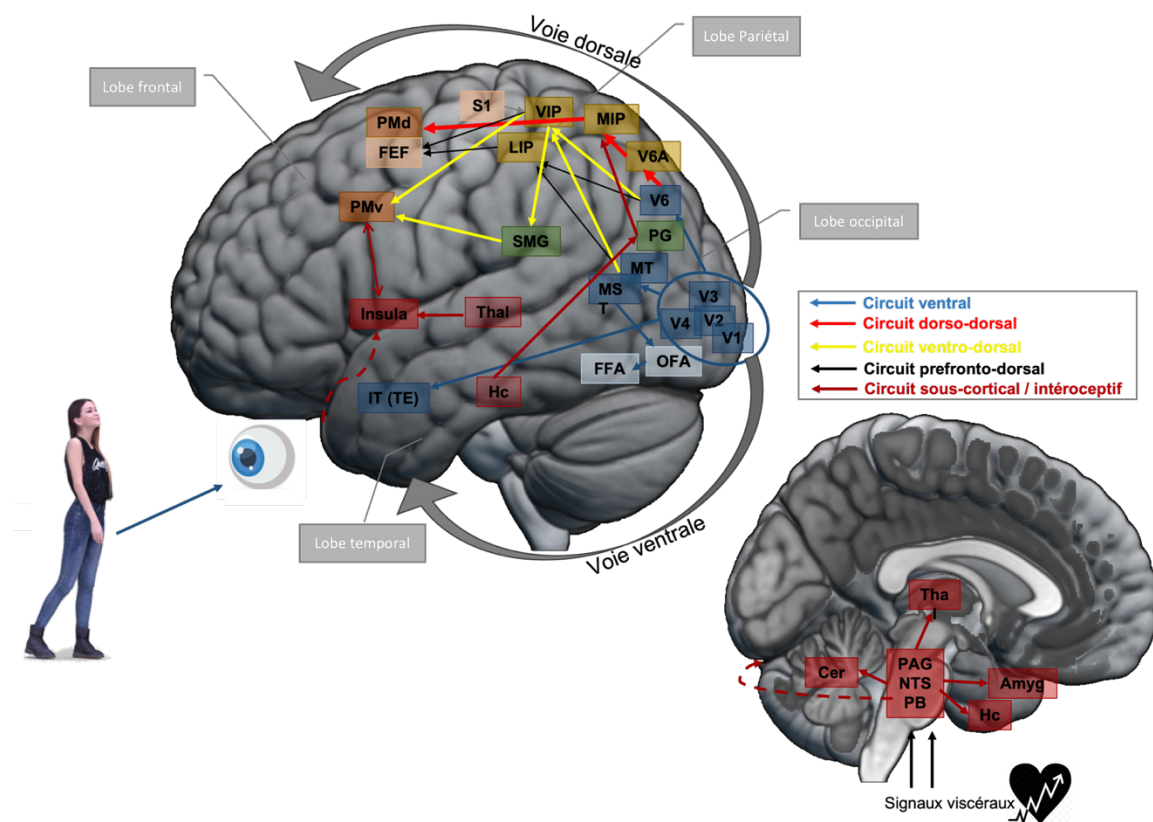 Voie dorsale
Lobe Pariétal
Lobe frontal
S1
VIP
MIP
PMd
FEF
LIP
V6A
PMv
V6
Lobe occipital
SMG
PG
MT
MS
T
V3
V2
V4
V1
Insula
Thal
OFA
FFA
IT (TE)
Hc
Circuit ventral
Circuit dorso-dorsal
Circuit ventro-dorsal
Circuit prefronto-dorsal
Circuit sous-cortical / intéroceptif
Lobe temporal
Voie ventrale
Tha
l
Cer
PAG
NTS
PB
Amyg
Hc
Signaux viscéraux